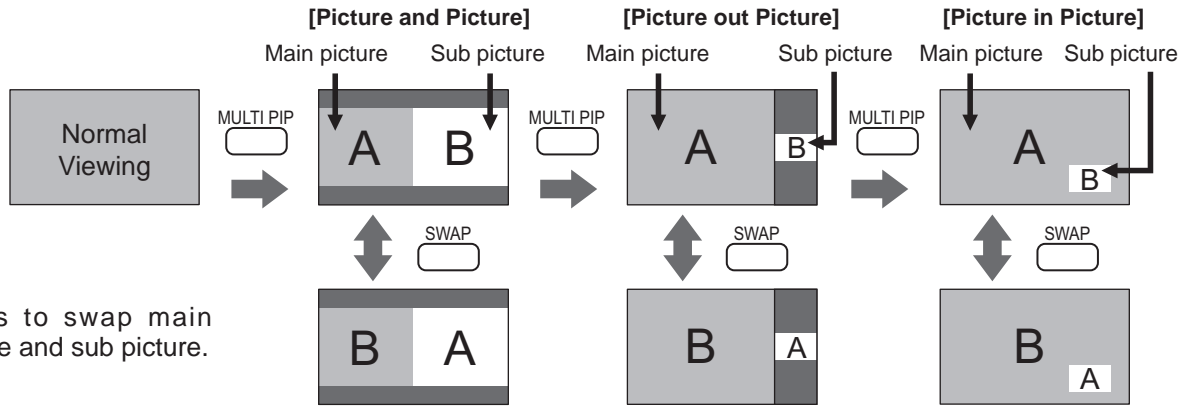 [Picture and Picture] [Picture out Picture] [Picture in Picture]
Main picture Sub picture Main picture Sub picture Main picture Sub picture
Normal
Viewing
MULTI PIP
A B
MULTI PIP
A B
MULTI PIP
A B
SWAP SWAP SWAP
to swap main
and sub picture.
B A
B A
B A